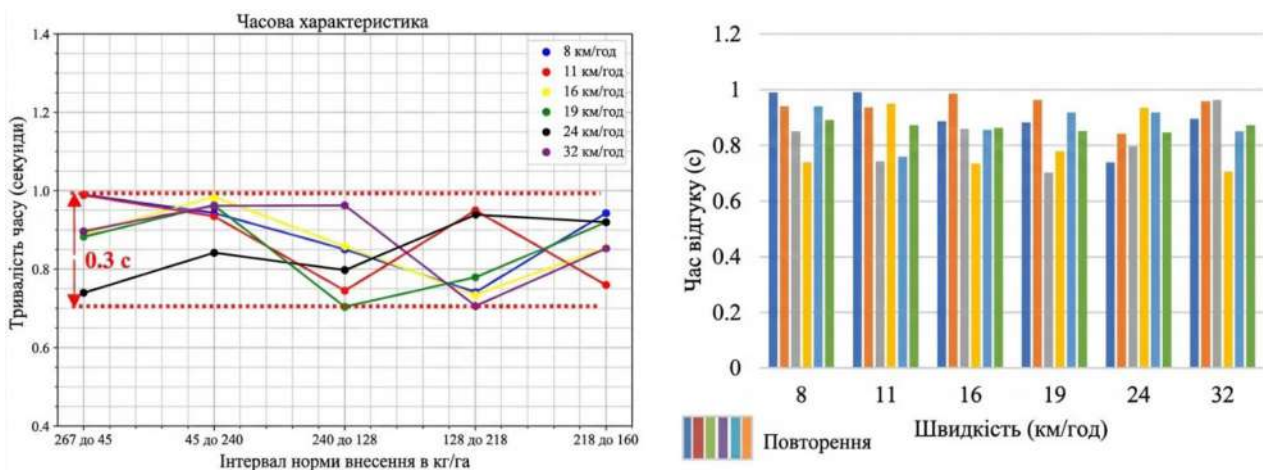 Часова характеристика
1.4
1.2
1.0
0.8
0.6
0.4
Тривалість часу (секунди)
8 км/год
11 км/год
16 км/год
19 км/год
24 км/год
32 км/год
0.3 с
267 до 45
45 до 240
240 до 128
128 до 218
218 до 160
Інтервал норми внесення в кг/га
1.2
1
0.8
0.6
0.4
0.2
0
Час відгуку (с)
8
11
16
19
24
32
Швидкість (км/год)
Повторення